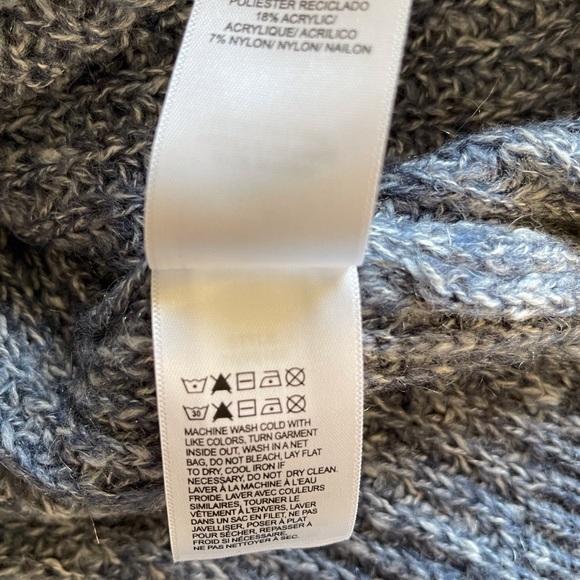 POLIESTER RECICLADO
18% ACRYLIC/
ACRYLIQUE/ ACRILICO
7% NYLON/ NYLON/ NAILON
30
MACHINE WASH COLD WITH
LIKE COLORS, TURN GARMENT
INSIDE OUT, WASH IN A NET
BAG, DO NOT BLEACH, LAY FLAT
TO DRY, COOL IRON IF
NECESSARY, DO NOT DRY CLEAN.
LAVER À LA MACHINE À L'EAU
FROIDE, LAVER AVEC COULEURS
SIMILAIRES, TOURNER LE
VÊTEMENT À L'ENVERS, LAVER
DANS UN SAC EN FILET, NE PAS
JAVELLISER, POSER À PLAT
POUR SÉCHER, REPASSER À
FROID SI NÉCESSAIRE.
NE PAS NETTOYER À SEC.